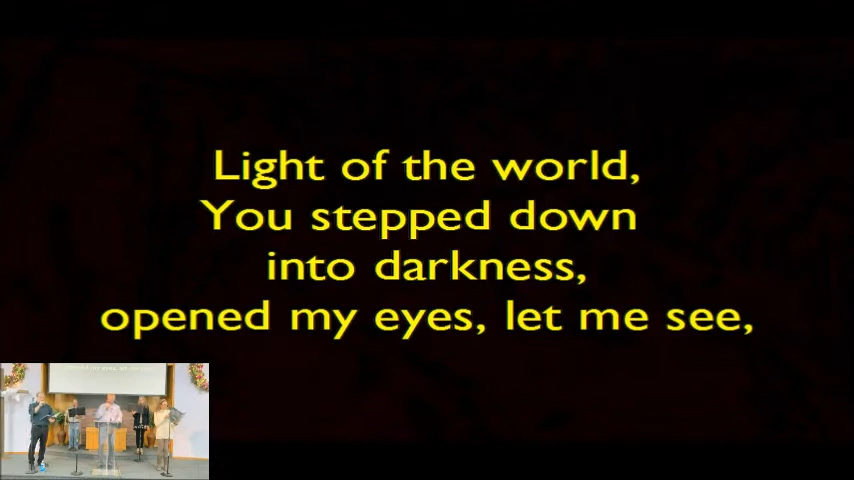 Light of the world,
You stepped down
into darkness,
opened my eyes, let me see,